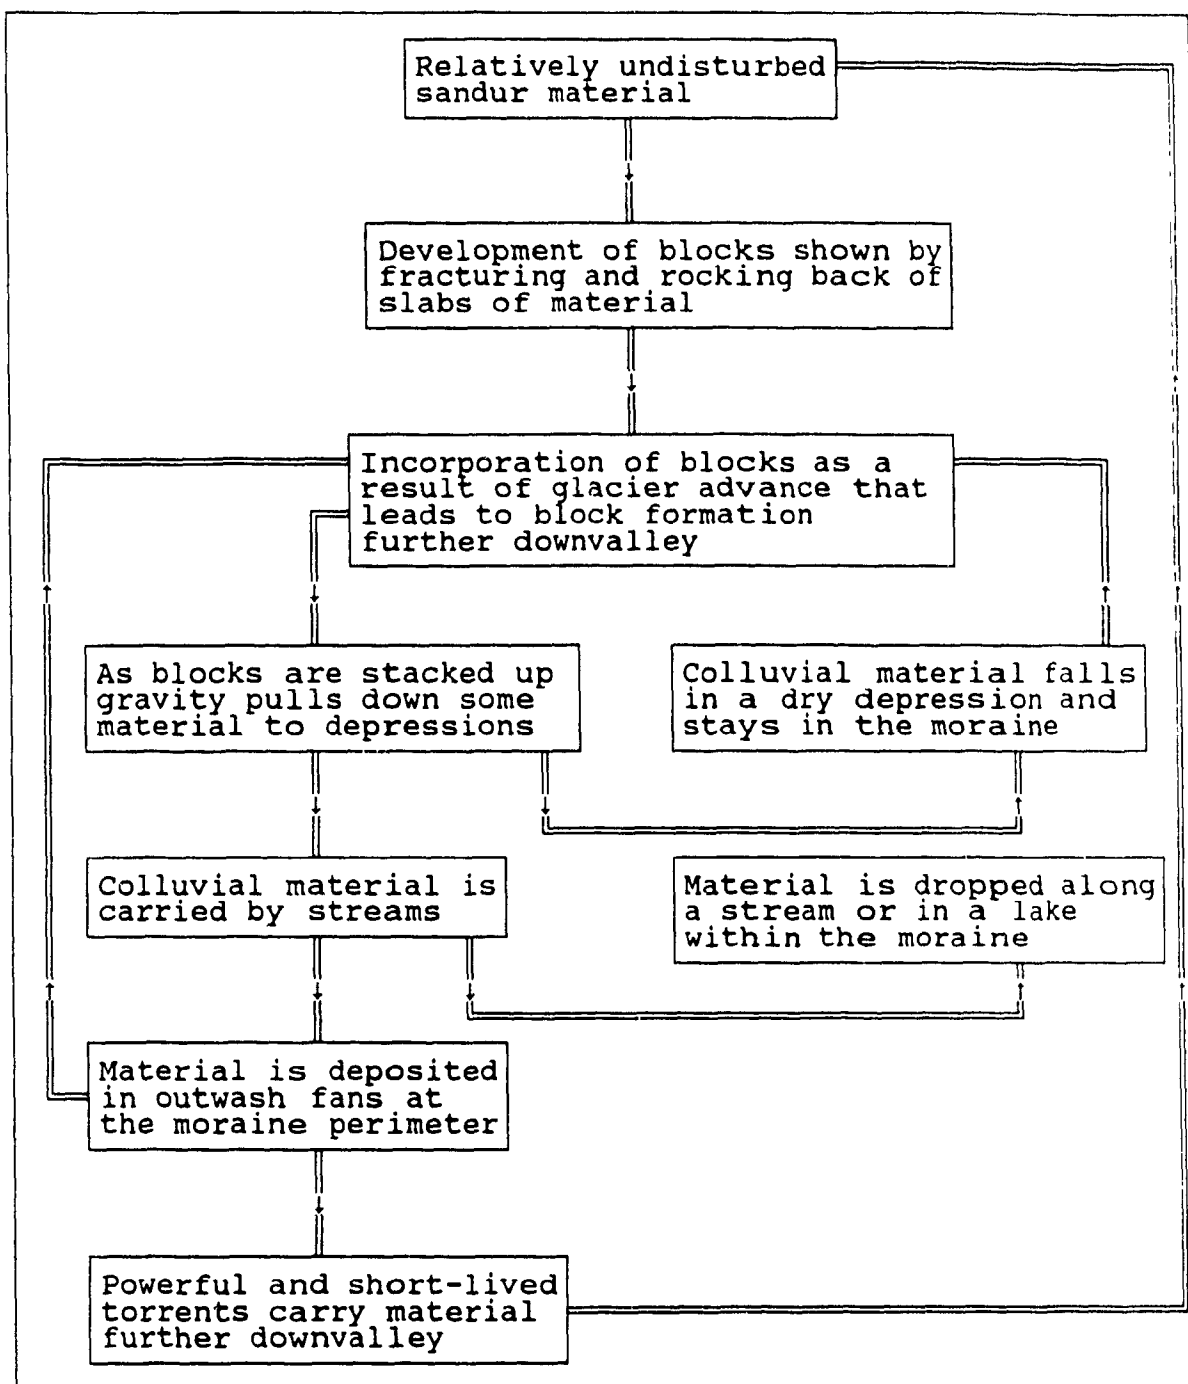 Relatively undisturbed
sandur material
Development of blocks shown by
fracturing and rocking back of
slabs of material
Incorporation of blocks as a
result of glacier advance that
leads to block formation
further downvalley
As blocks are stacked up
gravity pulls down some
material to depressions
Colluvial material falls
in a dry depression and
stays in the moraine
Colluvial material is
carried by streams
Material is dropped along
a stream or in a lake
within the moraine
Material is deposited
in outwash fans at
the moraine perimeter
Powerful and short-lived
torrents carry material
further downvalley